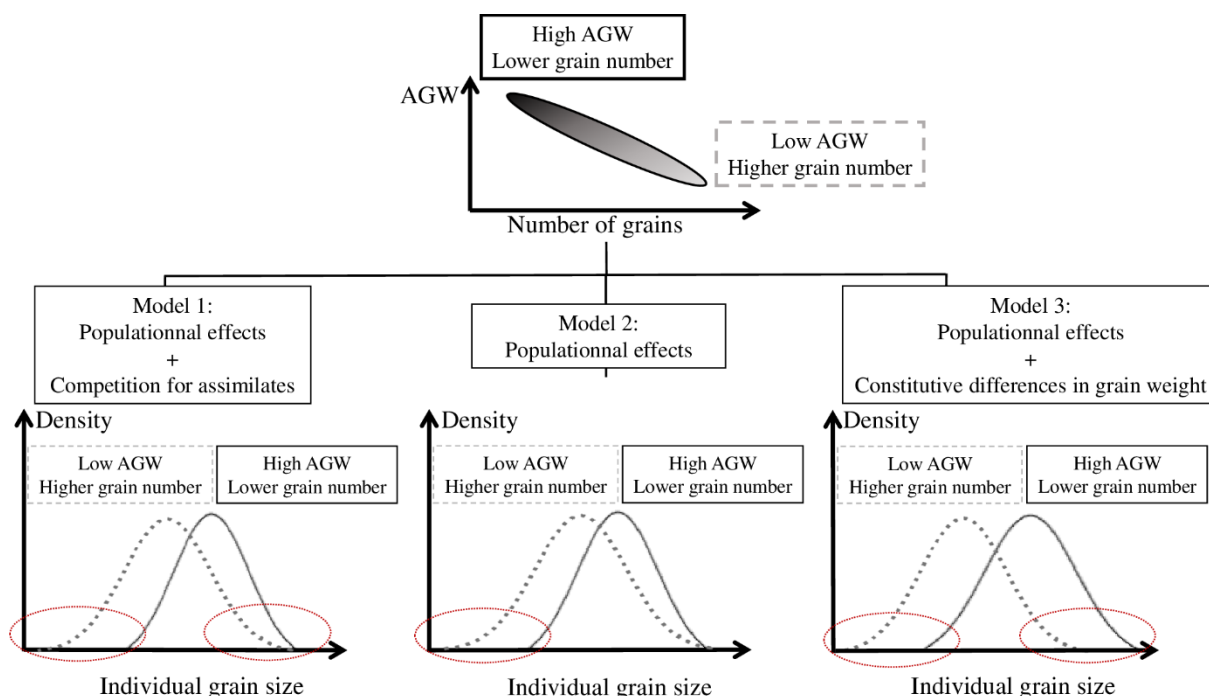 High AGW
Lower grain number
AGW
Low AGW
Higher grain number
Number of grains
Model 1:
Populationnal effects
+
Competition for assimilates
Model 2:
Populationnal effects
Model 3:
Populationnal effects
+
Constitutive differences in grain weight
Density
Low AGW
Higher grain number
High AGW
Lower grain number
Individual grain size
Density
Low AGW
Higher grain number
High AGW
Lower grain number
Individual grain size
Density
Low AGW
Higher grain number
High AGW
Lower grain number
Individual grain size